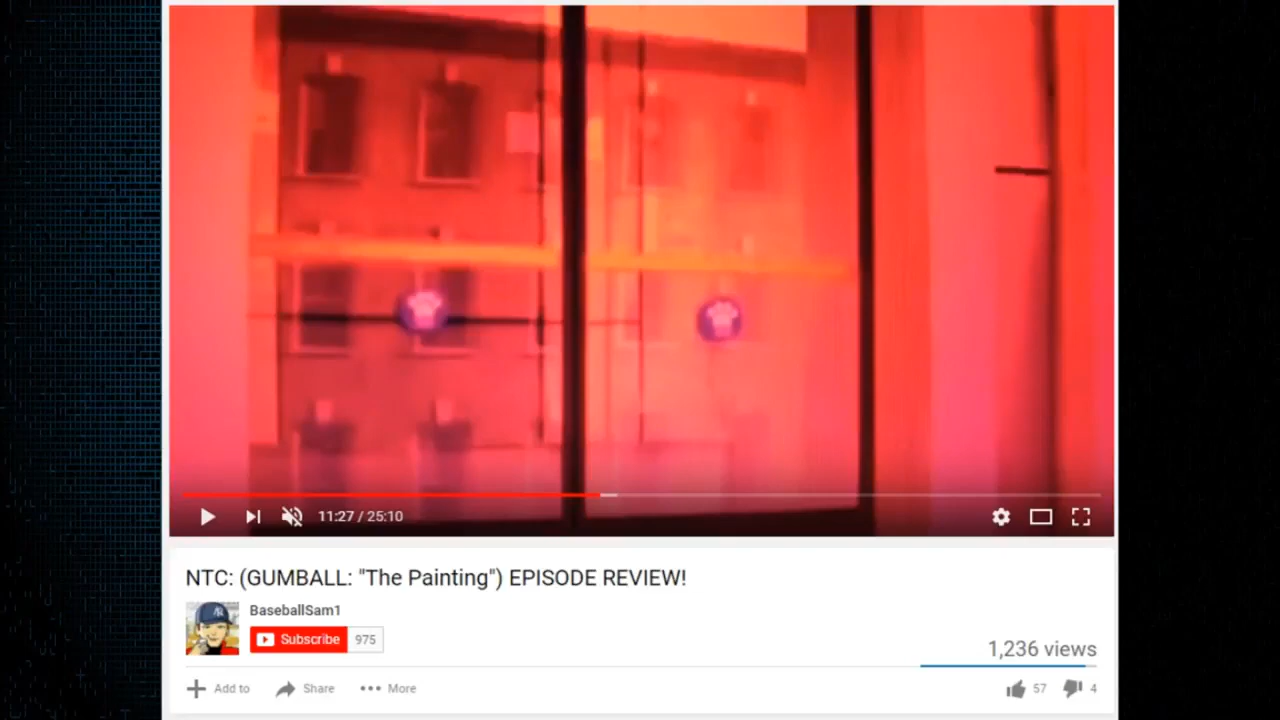 11:27 / 25:10
NTC: (GUMBALL: "The Painting") EPISODE REVIEW!
BaseballSam1
Subscribe 975
1,236 views
Add to Share More 57 4